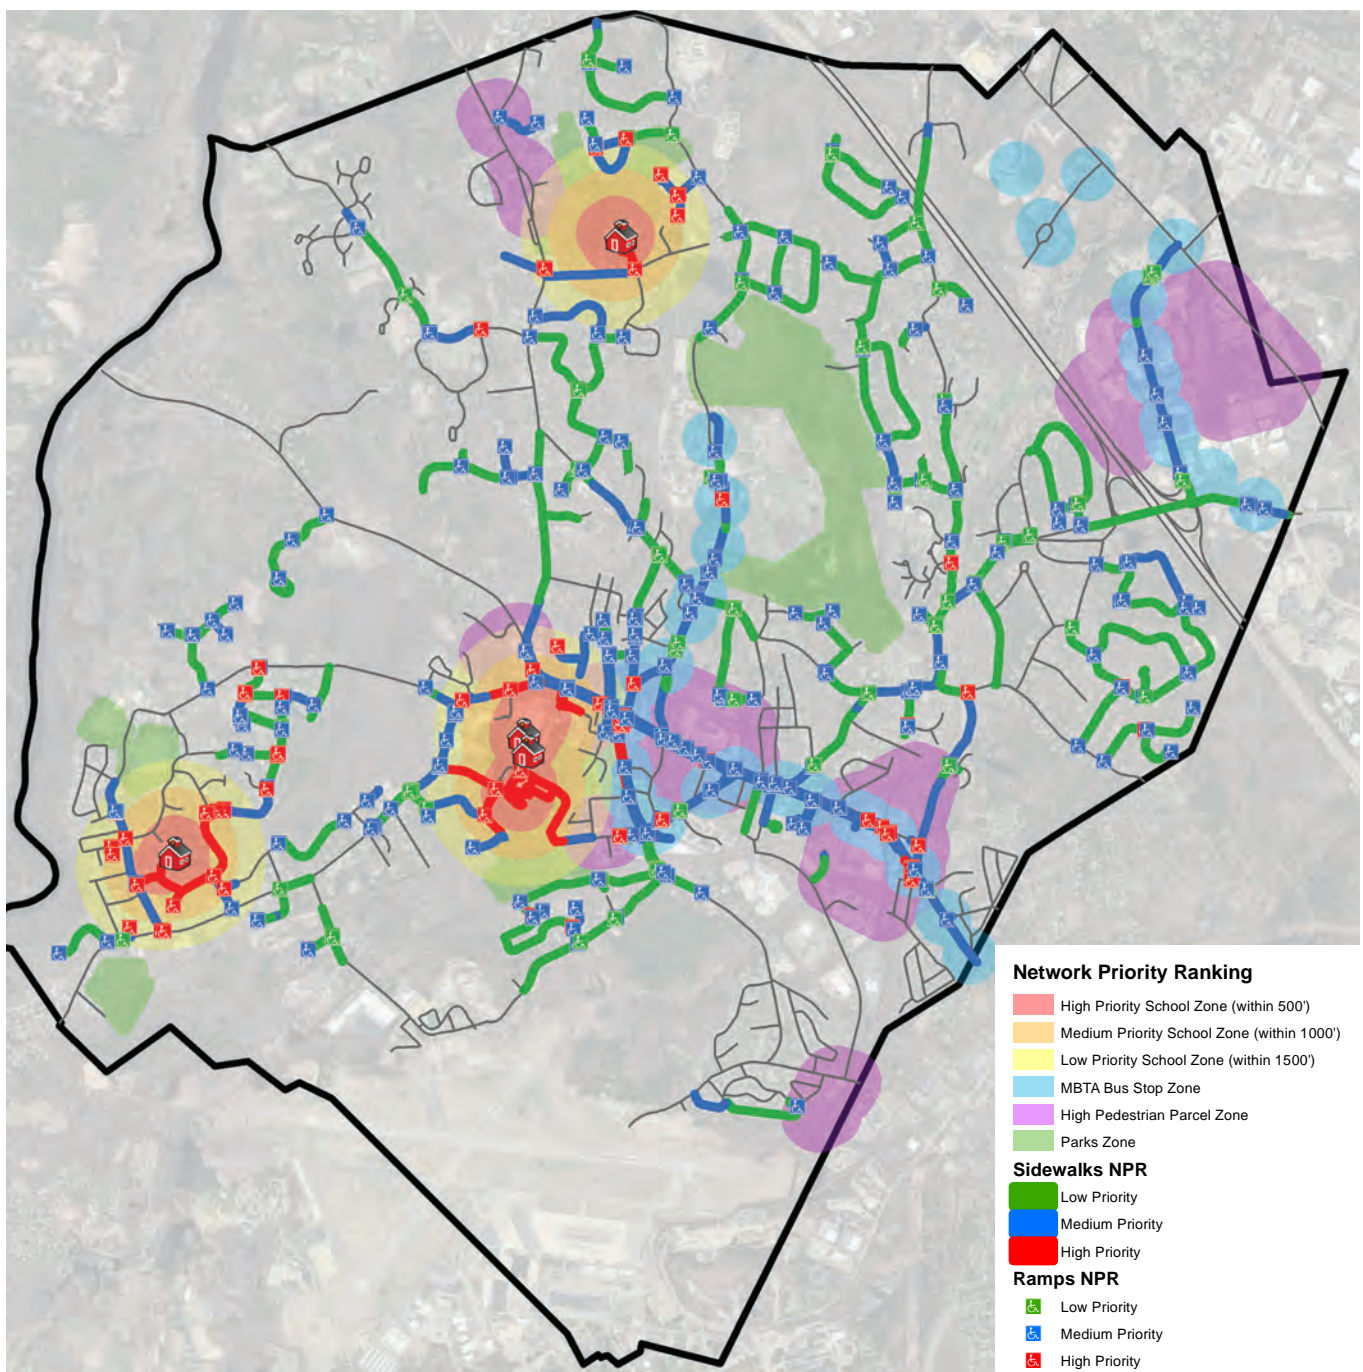 Network Priority Ranking
High Priority School Zone (within 500')
Medium Priority School Zone (within 1000')
Low Priority School Zone (within 1500')
MBTA Bus Stop Zone
High Pedestrian Parcel Zone
Parks Zone
Sidewalks NPR
Low Priority
Medium Priority
High Priority
Ramps NPR
Low Priority
Medium Priority
High Priority